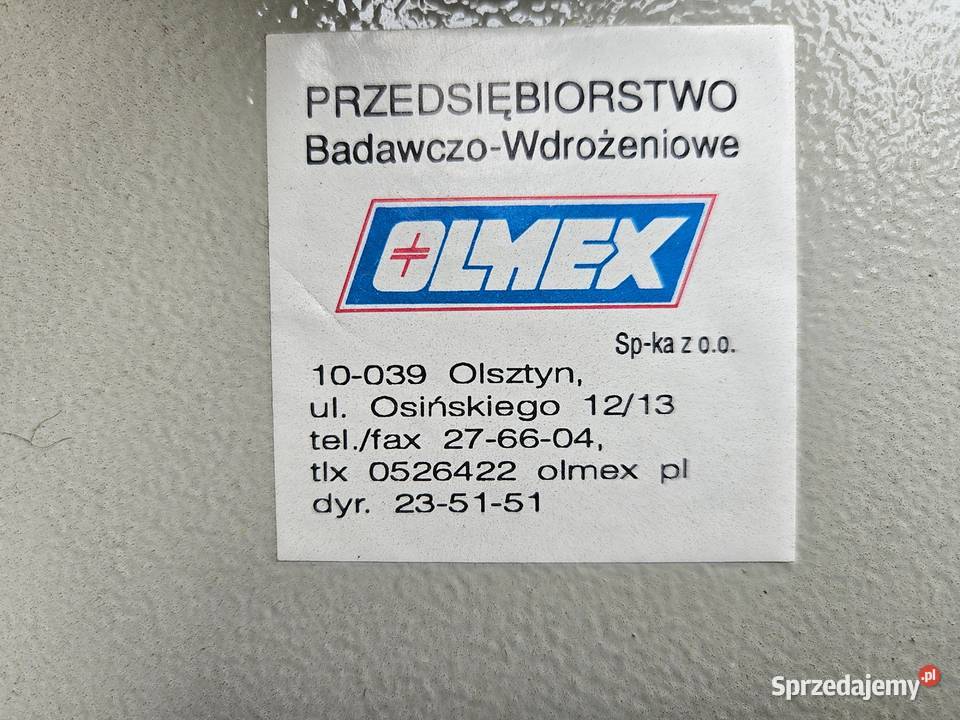 PRZEDSIĘBIORSTWO
Badawczo-Wdrożeniowe
OLMEX
Sp-ka z o.o.
10-039 Olsztyn,
ul. Osińskiego 12/13
tel./fax 27-66-04,
tlx 0526422 olmex pl
dyr. 23-51-51
Sprzedajemy.pl